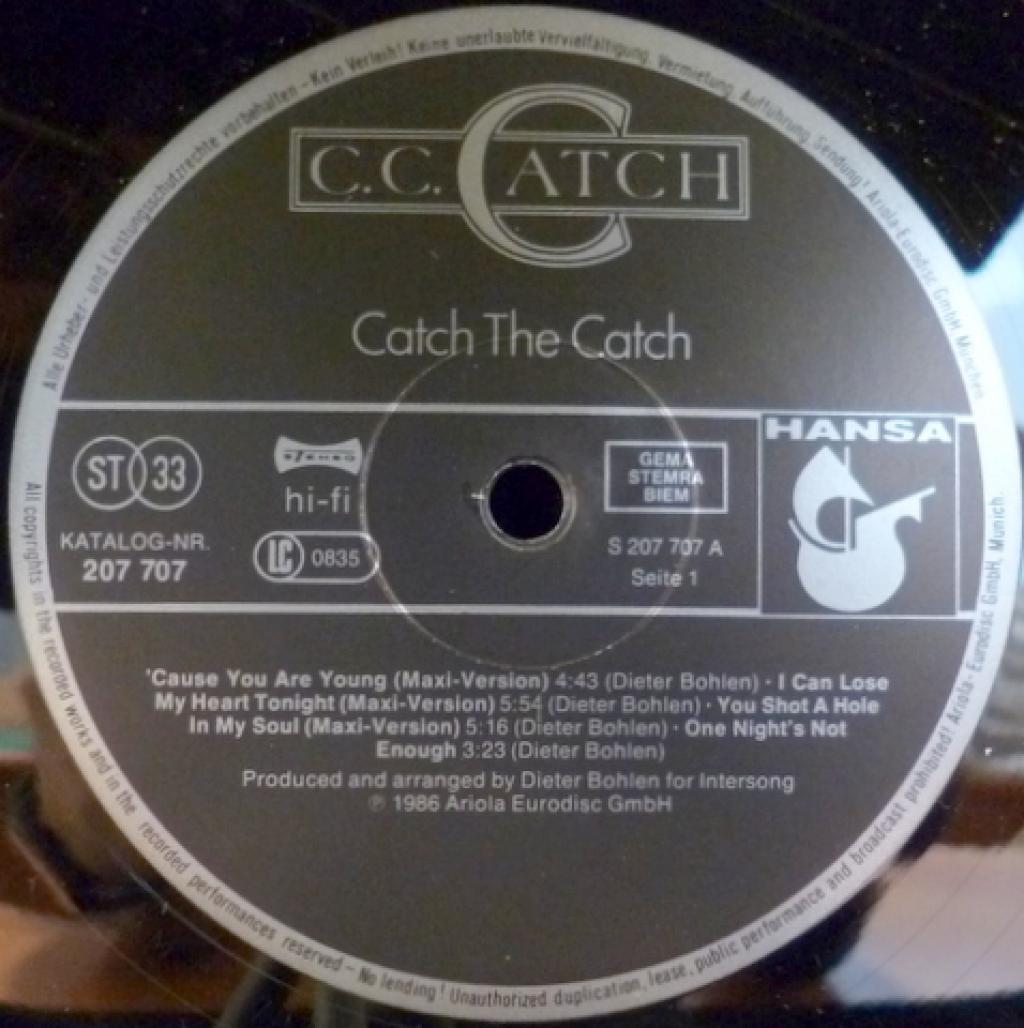 Alle Urheber- und Leistungsschutzrechte vorbehalten – Kein Verleih! Keine unerlaubte Vervielfältigung, Vermietung, Aufführung, Sendung! Ariola-Eurodisc GmbH München.
C.C. CATCH
Catch The Catch
ST 33
STEREO
hi-fi
KATALOG-NR.
207 707
LC 0835
GEMA
STEMRA
BIEM
S 207 707 A
Seite 1
HANSA
'Cause You Are Young (Maxi-Version) 4:43 (Dieter Bohlen) · I Can Lose
My Heart Tonight (Maxi-Version) 5:54 (Dieter Bohlen) · You Shot A Hole
In My Soul (Maxi-Version) 5:16 (Dieter Bohlen) · One Night's Not
Enough 3:23 (Dieter Bohlen)
Produced and arranged by Dieter Bohlen for Intersong
℗ 1986 Ariola Eurodisc GmbH
All copyrights in the recorded works and in the recorded performances reserved – No lending! Unauthorized duplication, lease, public performance and broadcast prohibited! Ariola-Eurodisc GmbH, Munich.